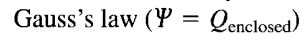 Gauss's law (Ψ = Q_enclosed)